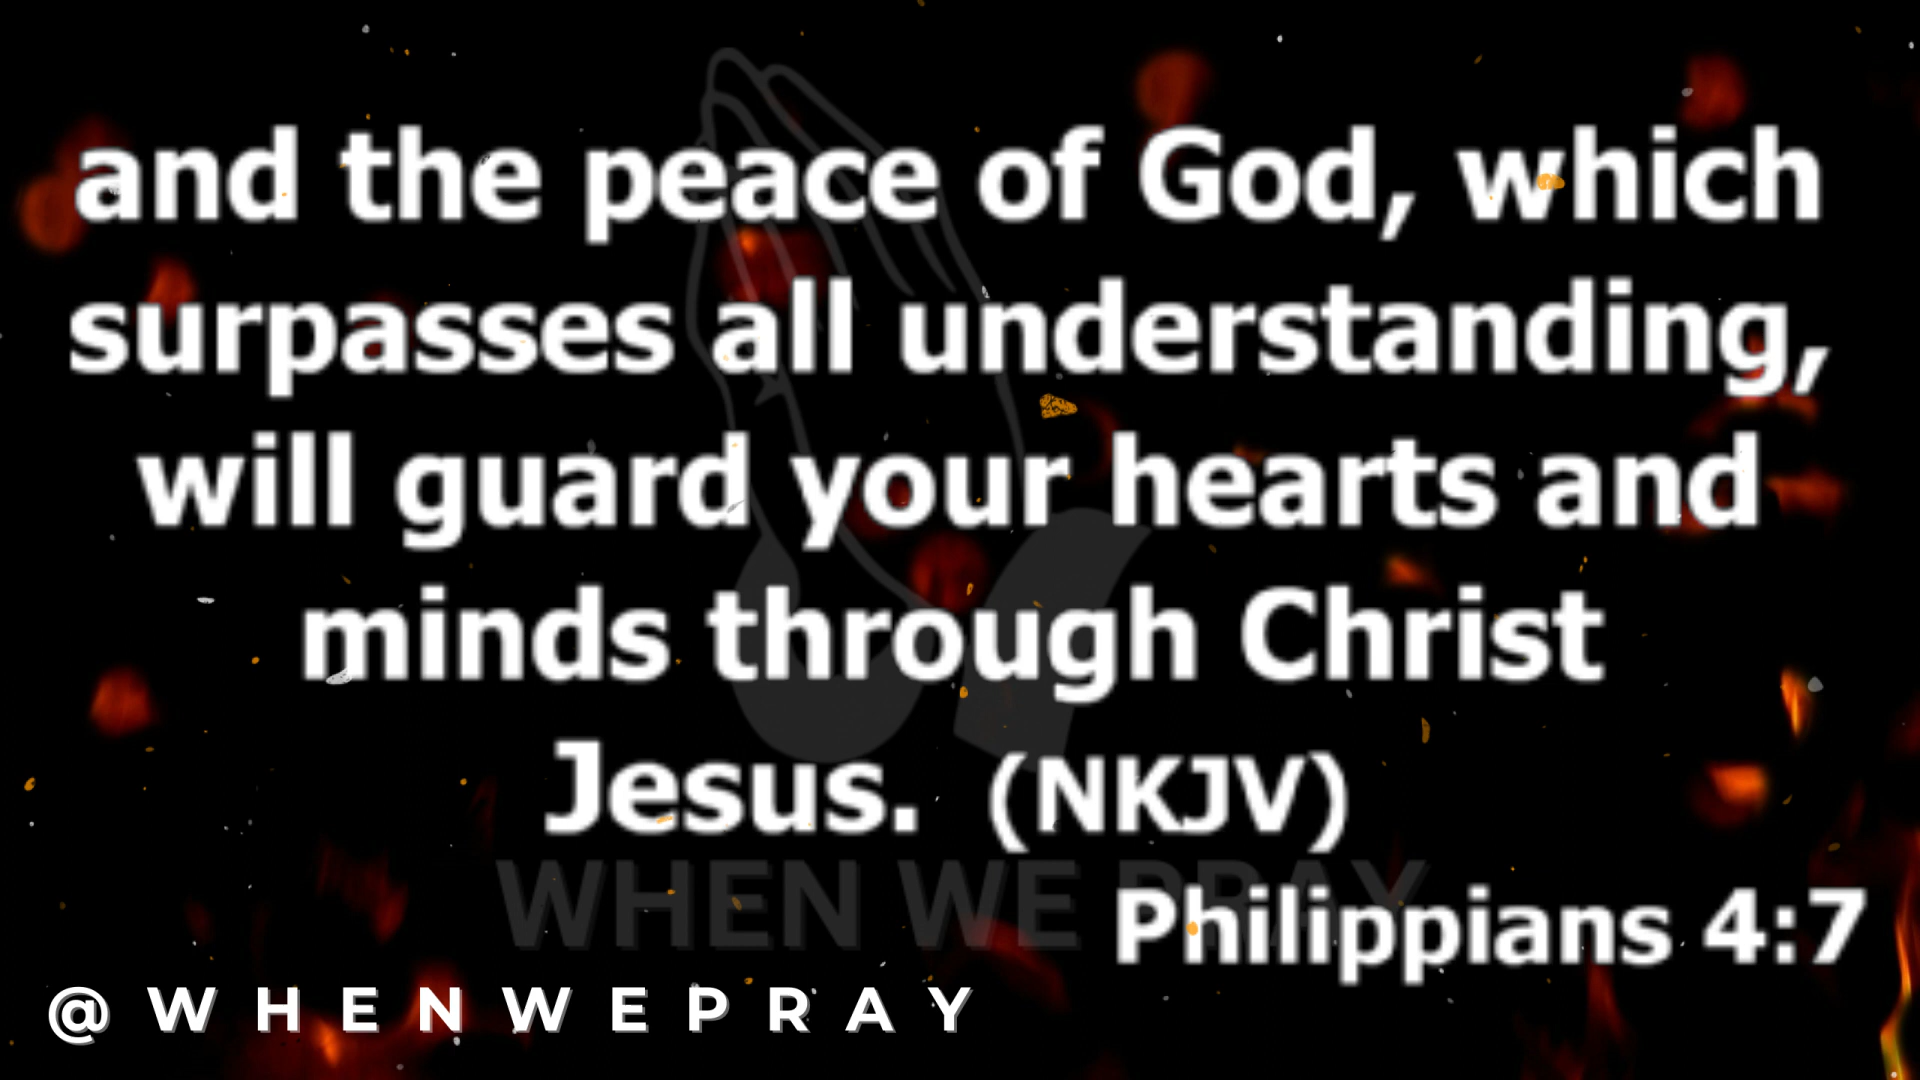 and the peace of God, which
surpasses all understanding,
will guard your hearts and
minds through Christ
Jesus. (NKJV)
WHEN WE PRAY
Philippians 4:7
@WHENWEPRAY